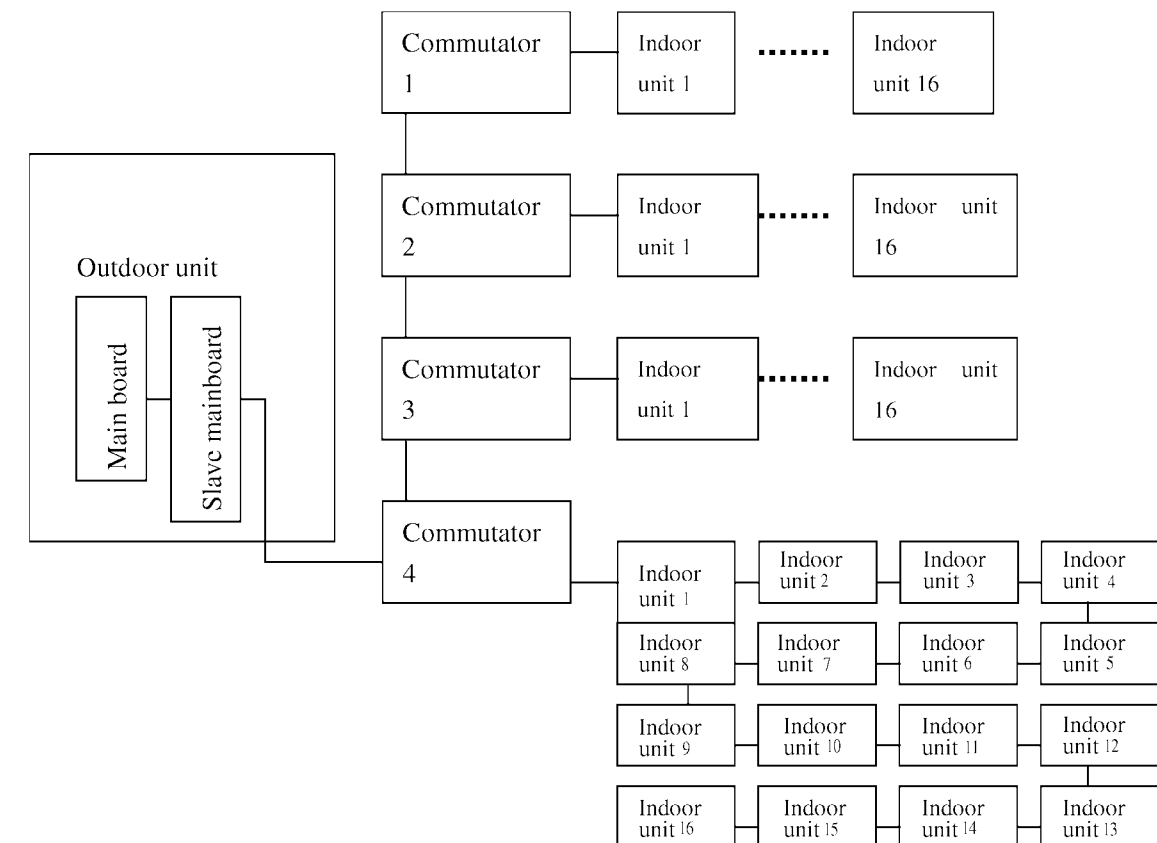 Commutator
1
Indoor
unit 1
Indoor
unit 16
Commutator
2
Indoor
unit 1
Indoor unit
16
Outdoor unit
Main board
Slave mainboard
Commutator
3
Indoor
unit 1
Indoor unit
16
Commutator
4
Indoor
unit 1
Indoor
unit 2
Indoor
unit 3
Indoor
unit 4
Indoor
unit 8
Indoor
unit 7
Indoor
unit 6
Indoor
unit 5
Indoor
unit 9
Indoor
unit 10
Indoor
unit 11
Indoor
unit 12
Indoor
unit 16
Indoor
unit 15
Indoor
unit 14
Indoor
unit 13